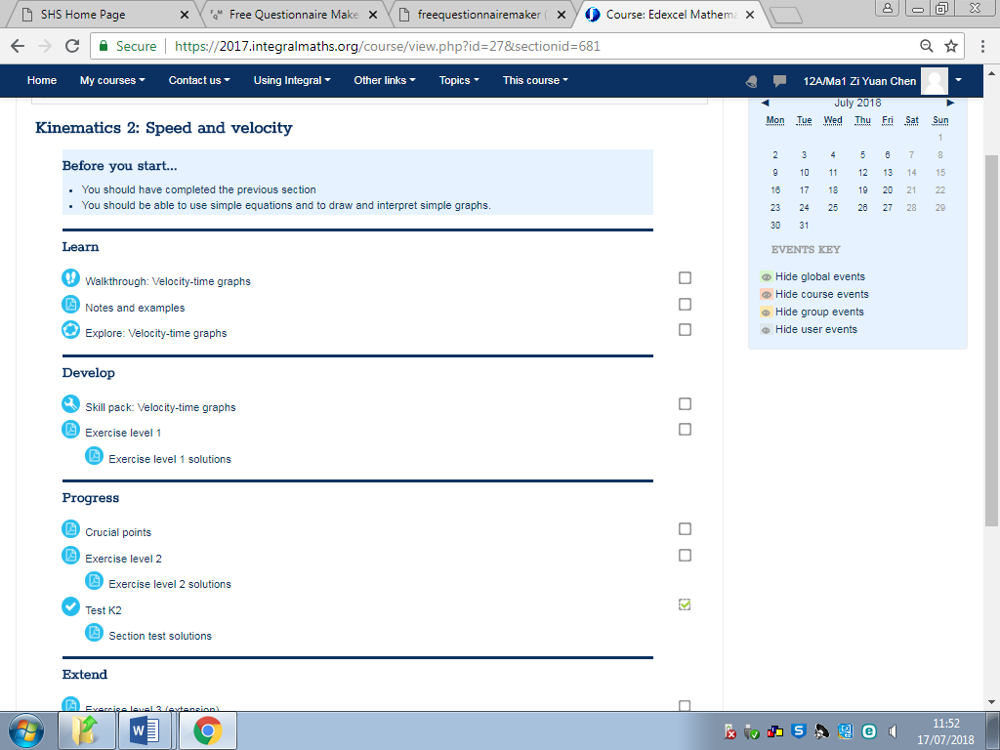 SHS Home Page
Free Questionnaire Make
freequestionnairemaker
Course: Edexcel Mathema
Secure https://2017.integralmaths.org/course/view.php?id=27&sectionid=681
Home My courses Contact us Using Integral Other links Topics This course 12A/Ma1 Zi Yuan Chen
Kinematics 2: Speed and velocity
Before you start...
You should have completed the previous section
You should be able to use simple equations and to draw and interpret simple graphs.
Learn
Walkthrough: Velocity-time graphs
Notes and examples
Explore: Velocity-time graphs
Develop
Skill pack: Velocity-time graphs
Exercise level 1
Exercise level 1 solutions
Progress
Crucial points
Exercise level 2
Exercise level 2 solutions
Test K2
Section test solutions
Extend
Exercise level 3 (extension)
July 2018
Mon Tue Wed Thu Fri Sat Sun
1
2 3 4 5 6 7 8
9 10 11 12 13 14 15
16 17 18 19 20 21 22
23 24 25 26 27 28 29
30 31
EVENTS KEY
Hide global events
Hide course events
Hide group events
Hide user events
11:52
17/07/2018